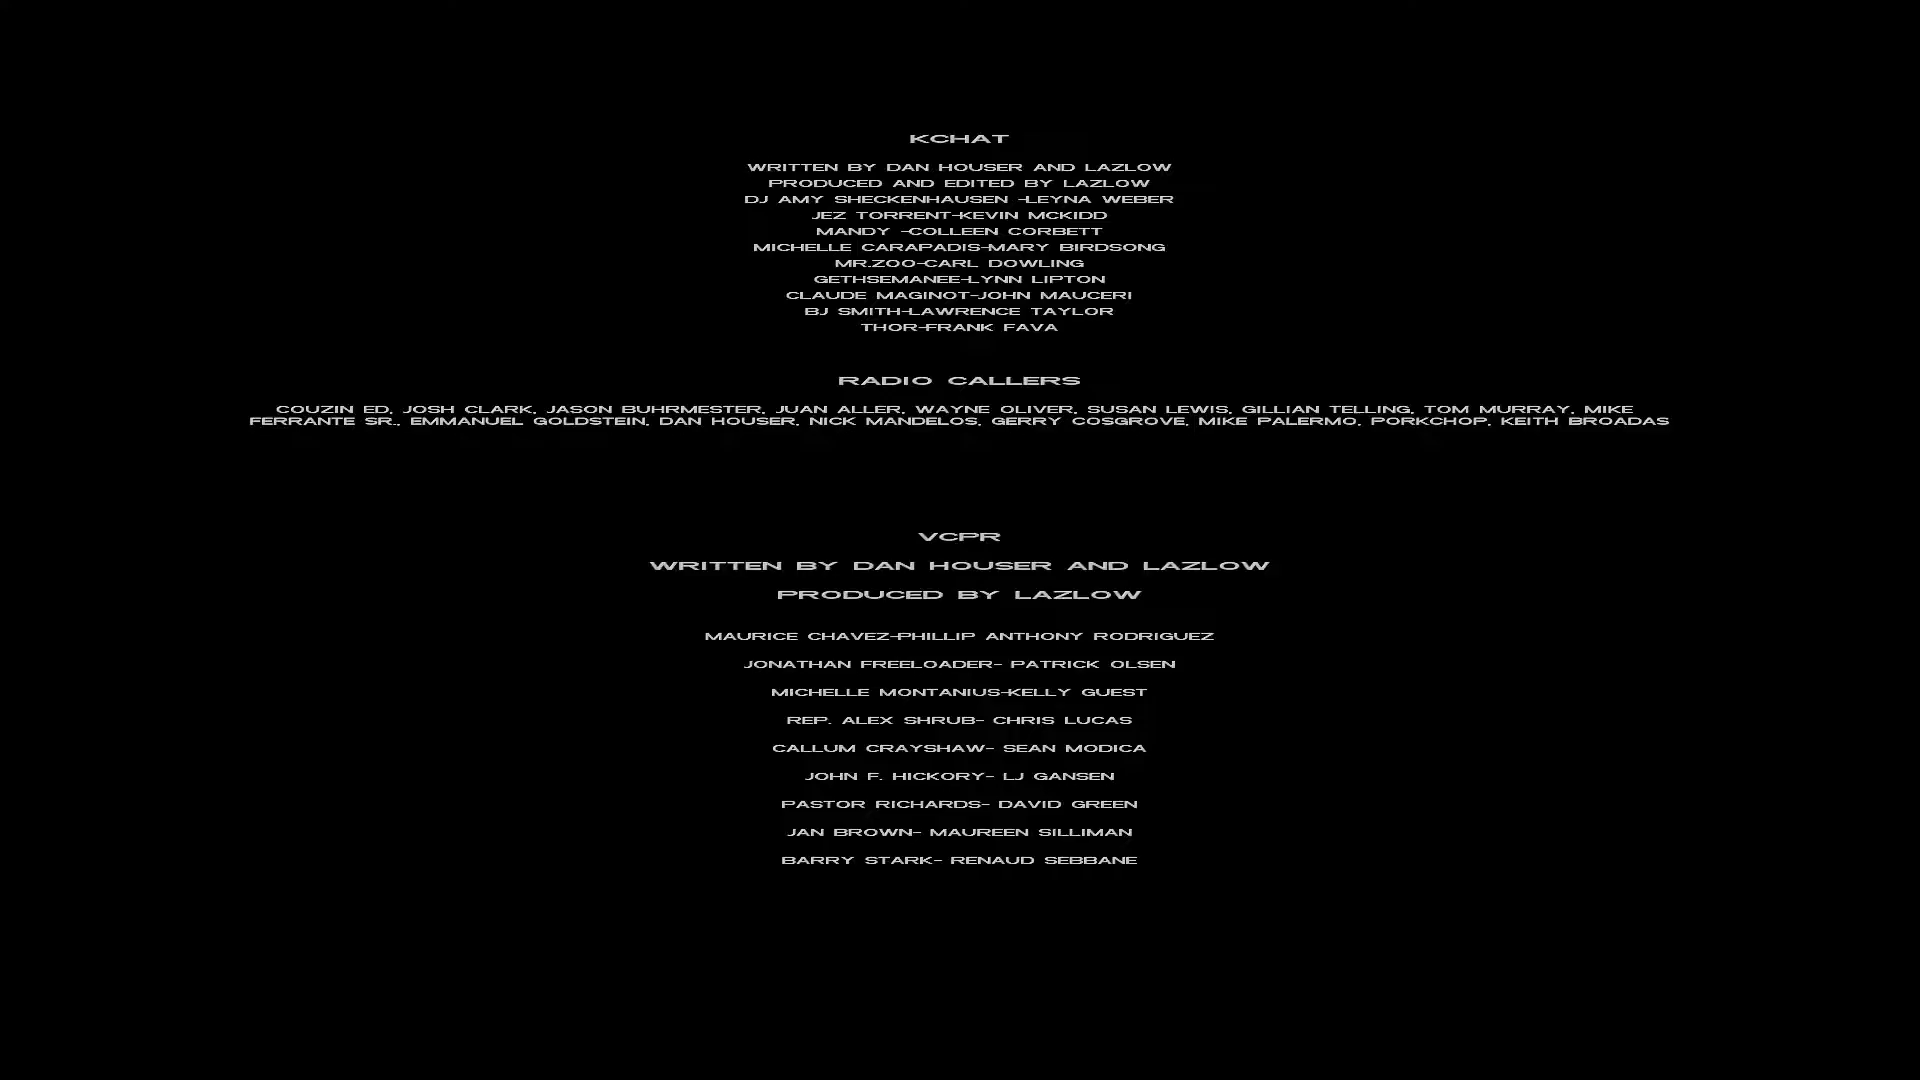 KCHAT
WRITTEN BY DAN HOUSER AND LAZLOW
PRODUCED AND EDITED BY LAZLOW
DJ AMY SHECKENHAUSEN -LEYNA WEBER
JEZ TORRENT-KEVIN MCKIDD
MANDY -COLLEEN CORBETT
MICHELLE CARAPADIS-MARY BIRDSONG
MR.ZOO-CARL DOWLING
GETHSEMANEE-LYNN LIPTON
CLAUDE MAGINOT-JOHN MAUCERI
BJ SMITH-LAWRENCE TAYLOR
THOR-FRANK FAVA
RADIO CALLERS
COUZIN ED, JOSH CLARK, JASON BUHRMESTER, JUAN ALLER, WAYNE OLIVER, SUSAN LEWIS, GILLIAN TELLING, TOM MURRAY, MIKE
FERRANTE SR., EMMANUEL GOLDSTEIN, DAN HOUSER, NICK MANDELOS, GERRY COSGROVE, MIKE PALERMO, PORKCHOP, KEITH BROADAS
VCPR
WRITTEN BY DAN HOUSER AND LAZLOW
PRODUCED BY LAZLOW
MAURICE CHAVEZ-PHILLIP ANTHONY RODRIGUEZ
JONATHAN FREELOADER- PATRICK OLSEN
MICHELLE MONTANIUS-KELLY GUEST
REP. ALEX SHRUB- CHRIS LUCAS
CALLUM CRAYSHAW- SEAN MODICA
JOHN F. HICKORY- LJ GANSEN
PASTOR RICHARDS- DAVID GREEN
JAN BROWN- MAUREEN SILLIMAN
BARRY STARK- RENAUD SEBBANE